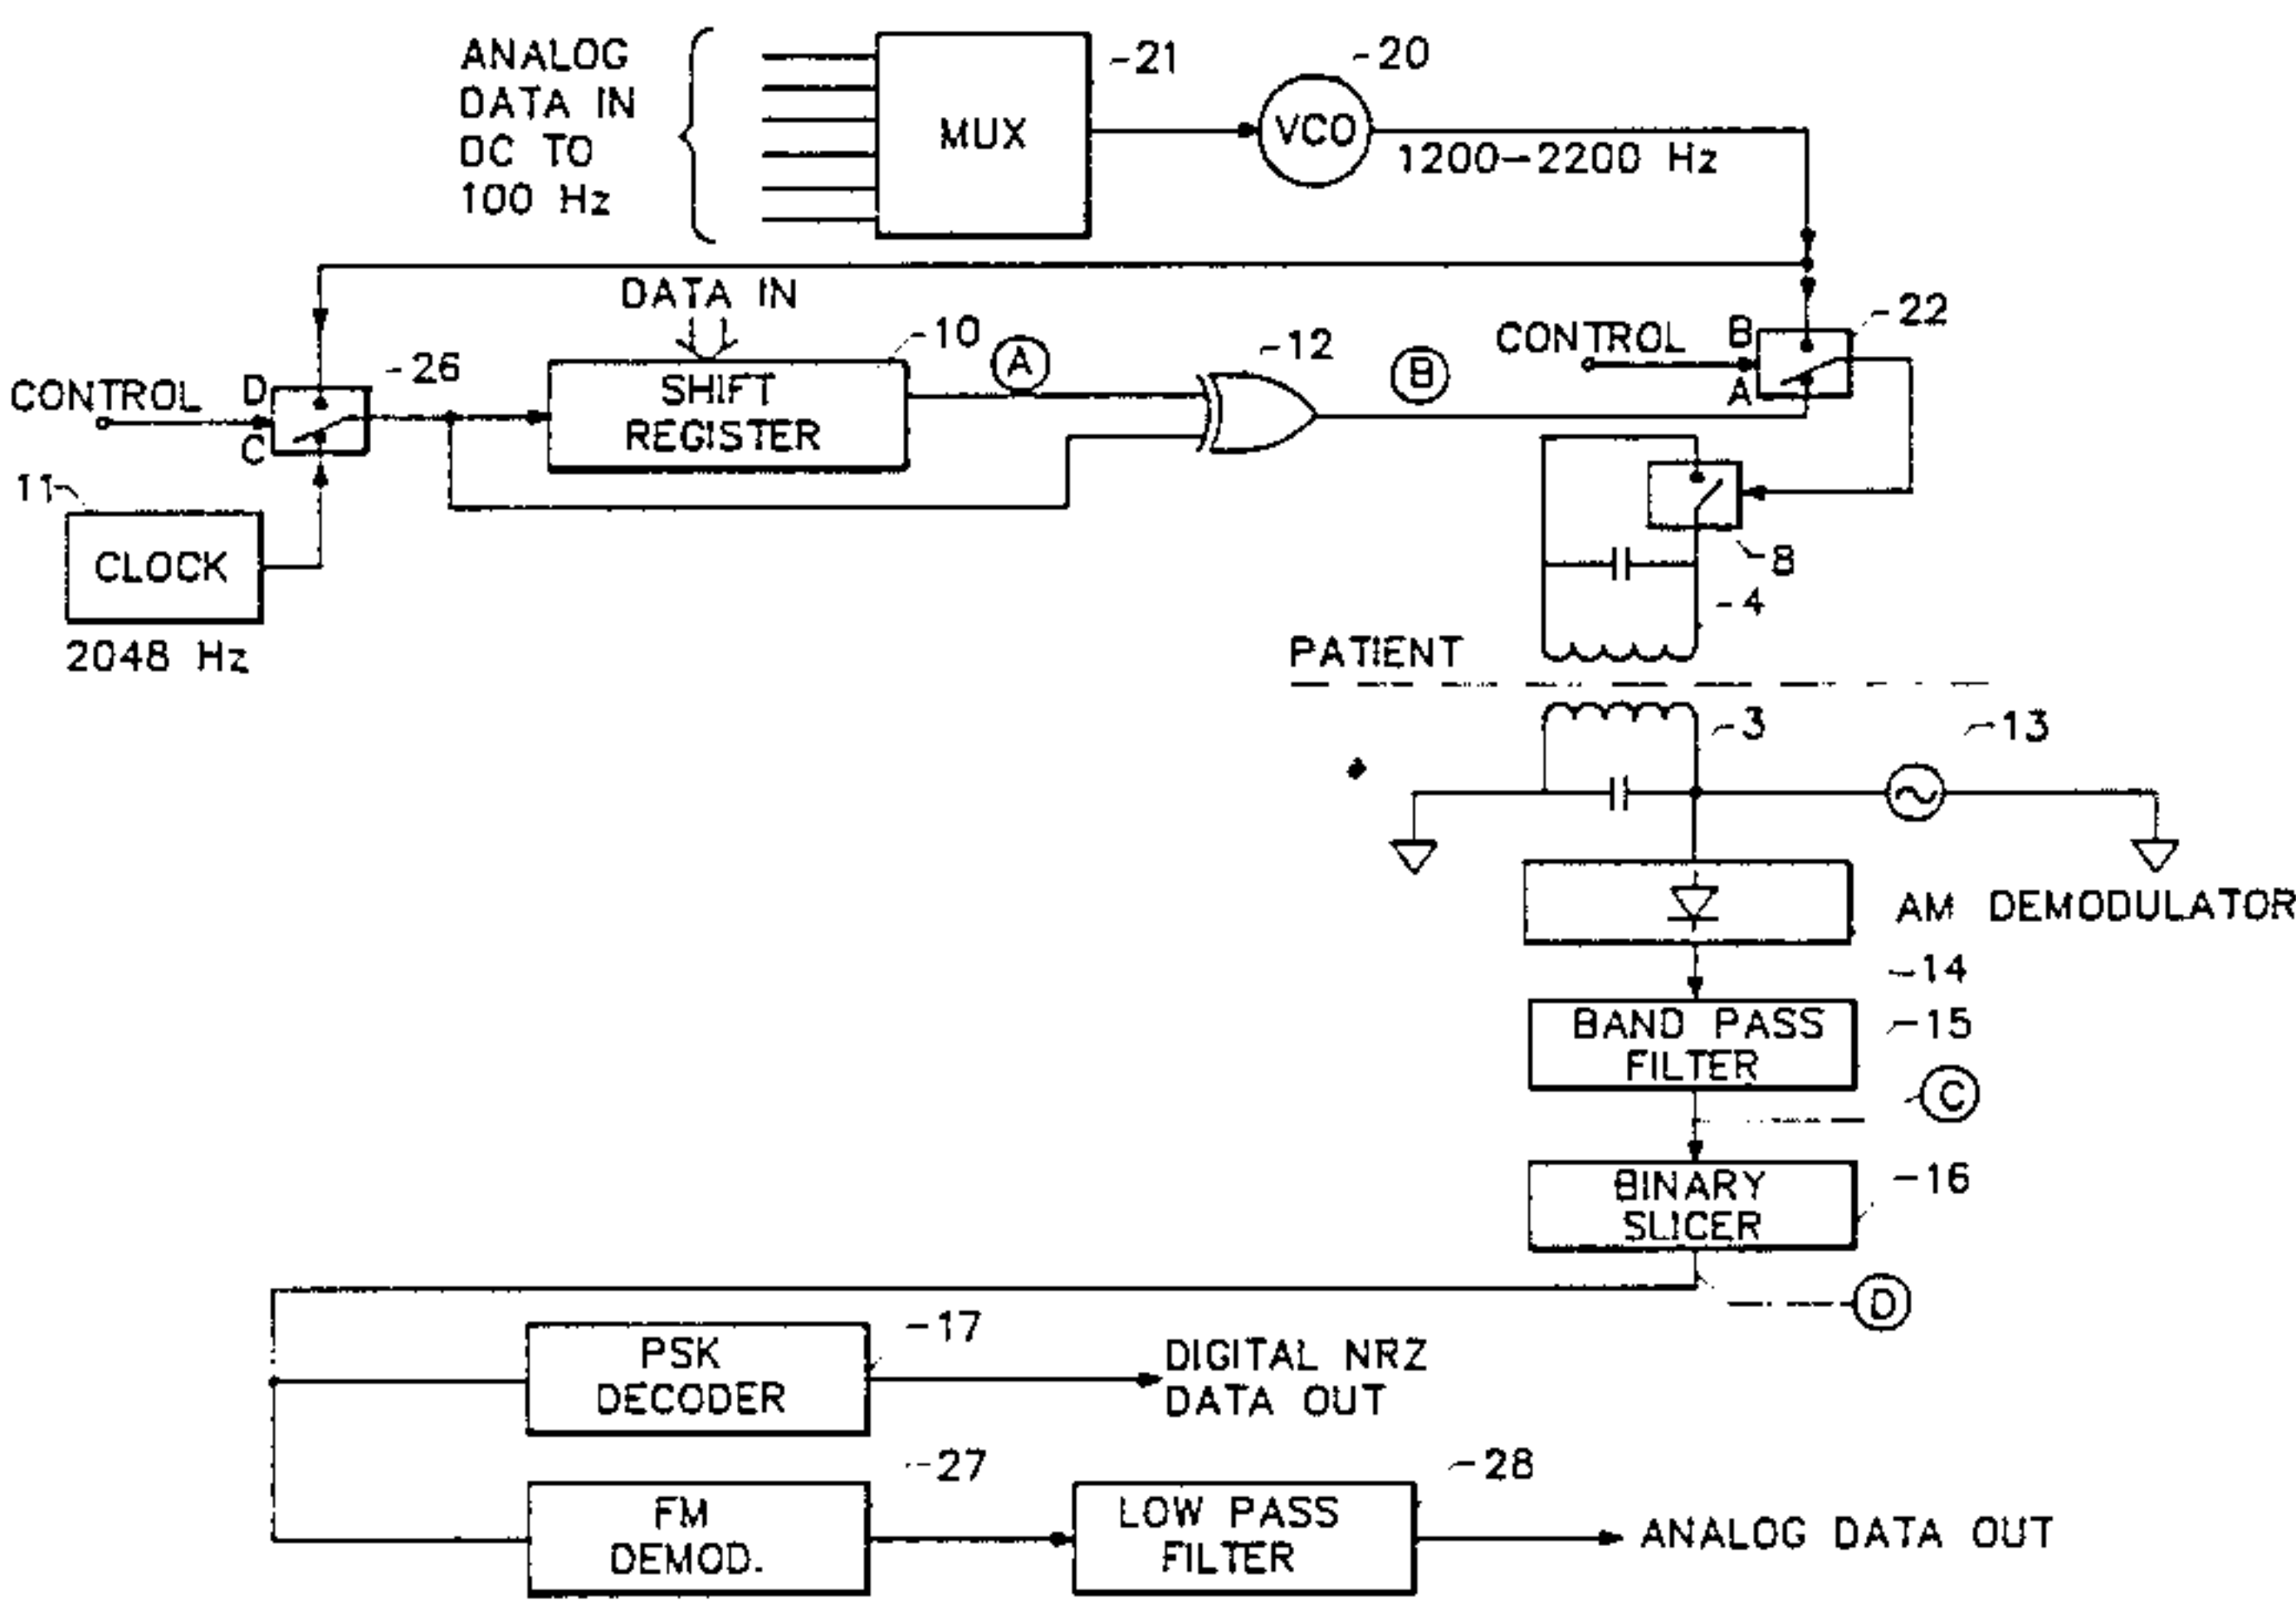 ANALOG
DATA IN
DC TO
100 Hz
MUX
-21
-20
VCO
1200-2200 Hz
DATA IN
-10
A
-12
B
CONTROL
B
A
-22
CONTROL
D
C
-26
SHIFT
REGISTER
11
CLOCK
2048 Hz
-8
-4
PATIENT
-3
-13
AM DEMODULATOR
-14
BAND PASS
FILTER
-15
C
BINARY
SLICER
-16
D
PSK
DECODER
-17
DIGITAL NRZ
DATA OUT
FM
DEMOD.
-27
LOW PASS
FILTER
-28
ANALOG DATA OUT